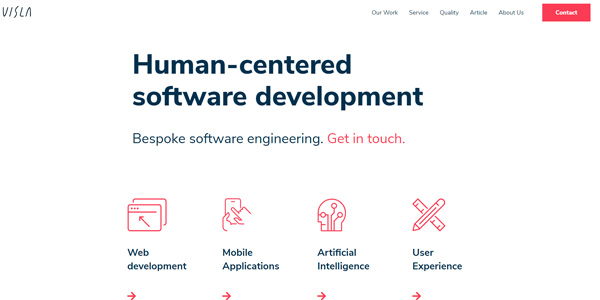 VISLA
Our Work Service Quality Article About Us Contact
Human-centered
software development
Bespoke software engineering. Get in touch.
Web development
Mobile Applications
Artificial Intelligence
User Experience